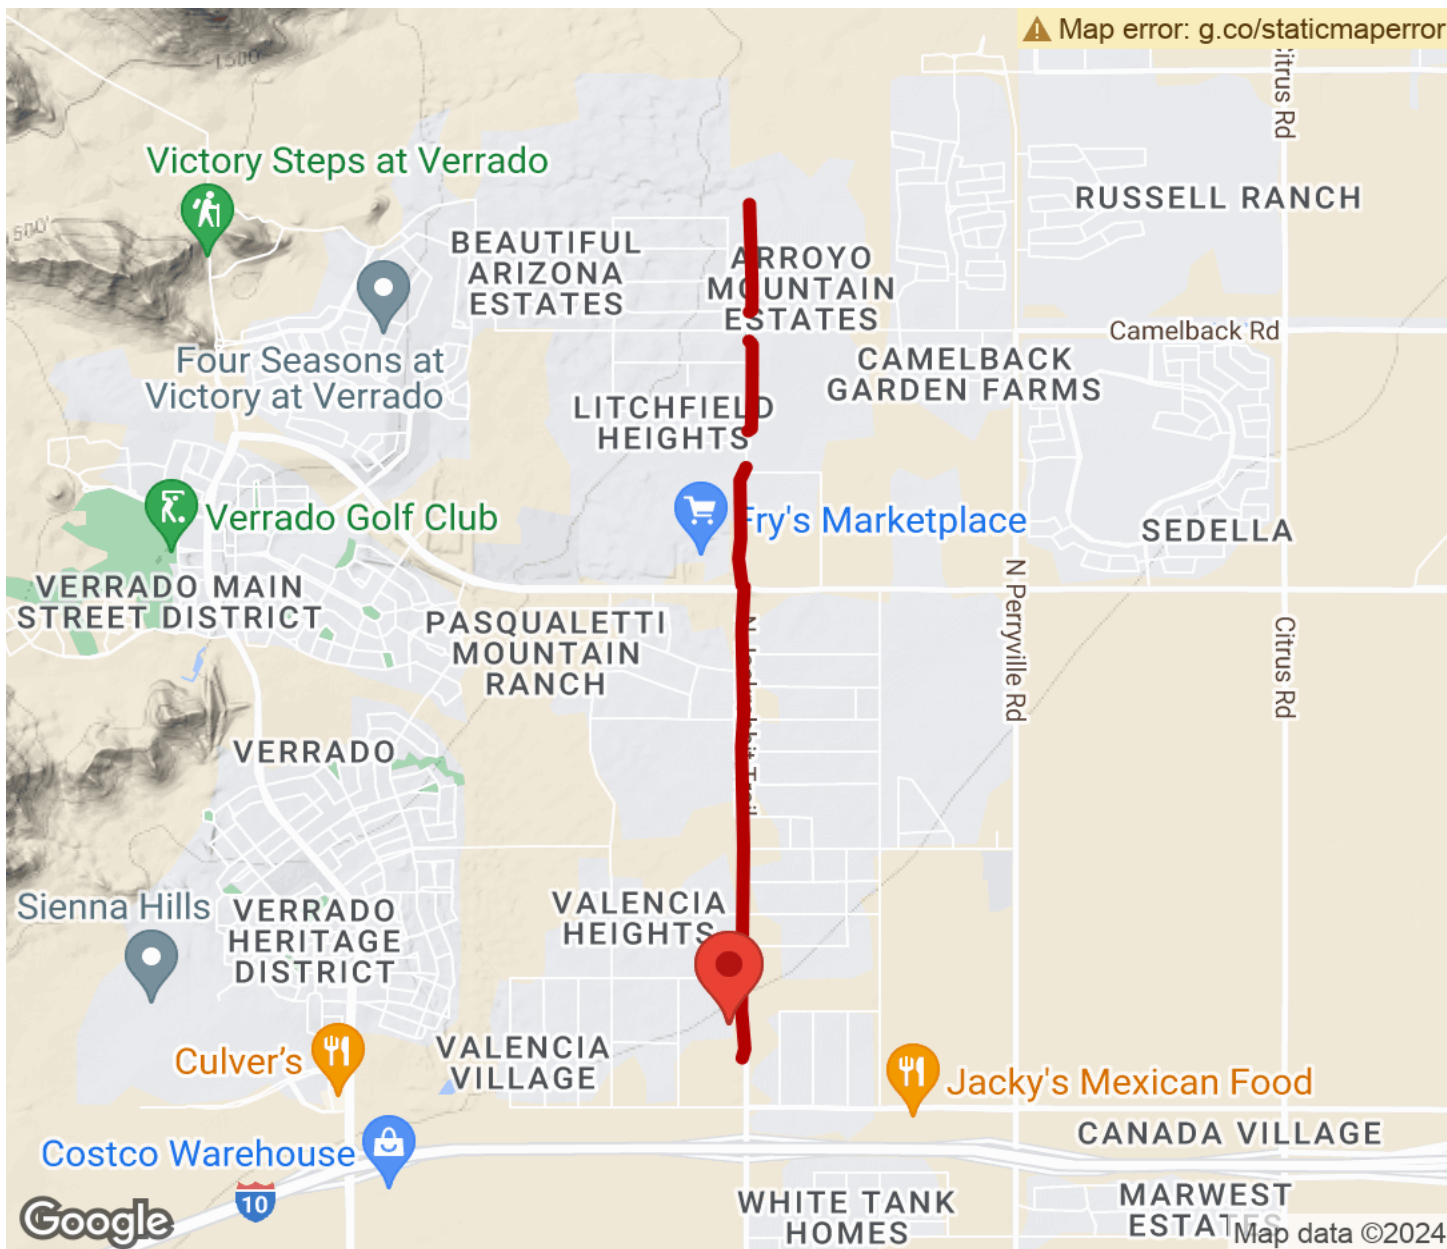 Map error: g.co/staticmaperror
1500'
Citrus Rd
Victory Steps at Verrado
RUSSELL RANCH
500'
BEAUTIFUL
ARIZONA
ESTATES
ARROYO
MOUNTAIN
ESTATES
Camelback Rd
Four Seasons at
Victory at Verrado
CAMELBACK
GARDEN FARMS
LITCHFIELD
HEIGHTS
Verrado Golf Club
Fry's Marketplace
SEDELLA
VERRADO MAIN
STREET DISTRICT
N Perryville Rd
PASQUALETTI
MOUNTAIN
RANCH
N Jackrabbit Trail
Citrus Rd
VERRADO
Sienna Hills
VERRADO
HERITAGE
DISTRICT
VALENCIA
HEIGHTS
Culver's
VALENCIA
VILLAGE
Jacky's Mexican Food
CANADA VILLAGE
Costco Warehouse
10
WHITE TANK
HOMES
MARWEST
ESTATES
Google
Map data ©2024